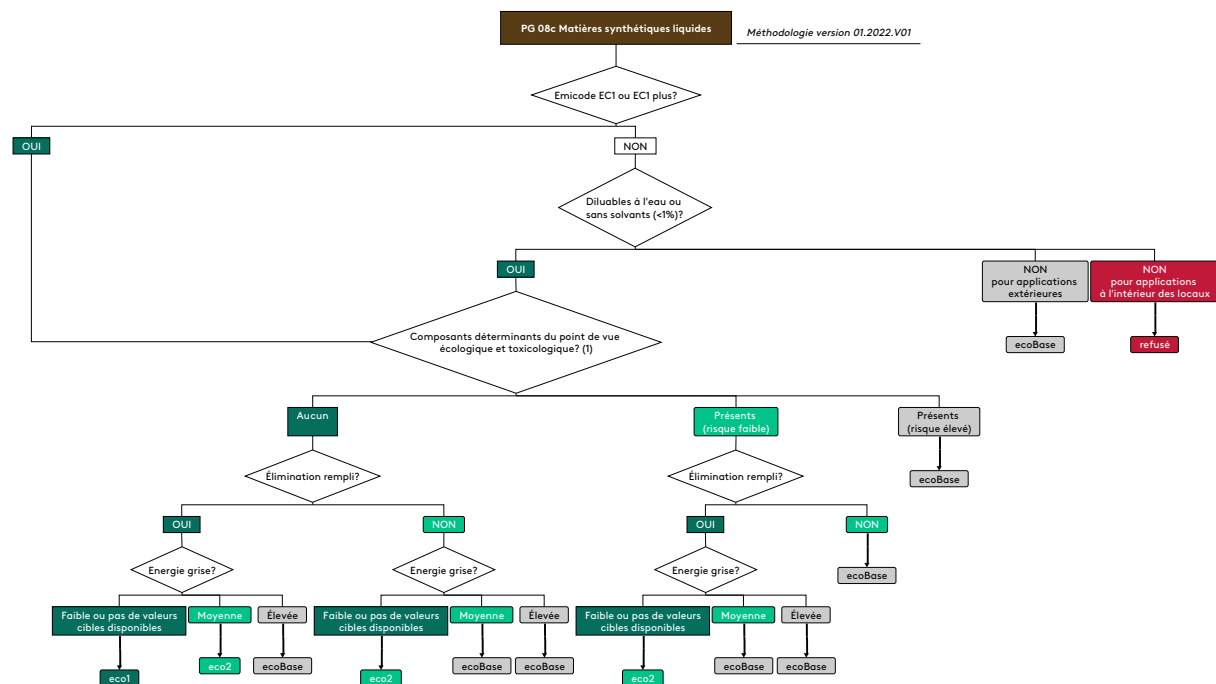 PG 08c Matières synthétiques liquides
Méthodologie version 01.2022.V01
Emicode EC1 ou EC1 plus?
OUI
NON
Diluables à l'eau ou
sans solvants (<1%)?
OUI
NON
pour applications
extérieures
NON
pour applications
à l'intérieur des locaux
ecoBase
refusé
Composants déterminants du point de vue
écologique et toxicologique? (1)
Aucun
Présents
(risque faible)
Présents
(risque élevé)
ecoBase
Élimination rempli?
Élimination rempli?
OUI
NON
OUI
NON
ecoBase
Energie grise?
Energie grise?
Energie grise?
Faible ou pas de valeurs
cibles disponibles
Moyenne
Élevée
Faible ou pas de valeurs
cibles disponibles
Moyenne
Élevée
Faible ou pas de valeurs
cibles disponibles
Moyenne
Élevée
eco1
eco2
ecoBase
eco2
ecoBase
ecoBase
eco2
ecoBase
ecoBase